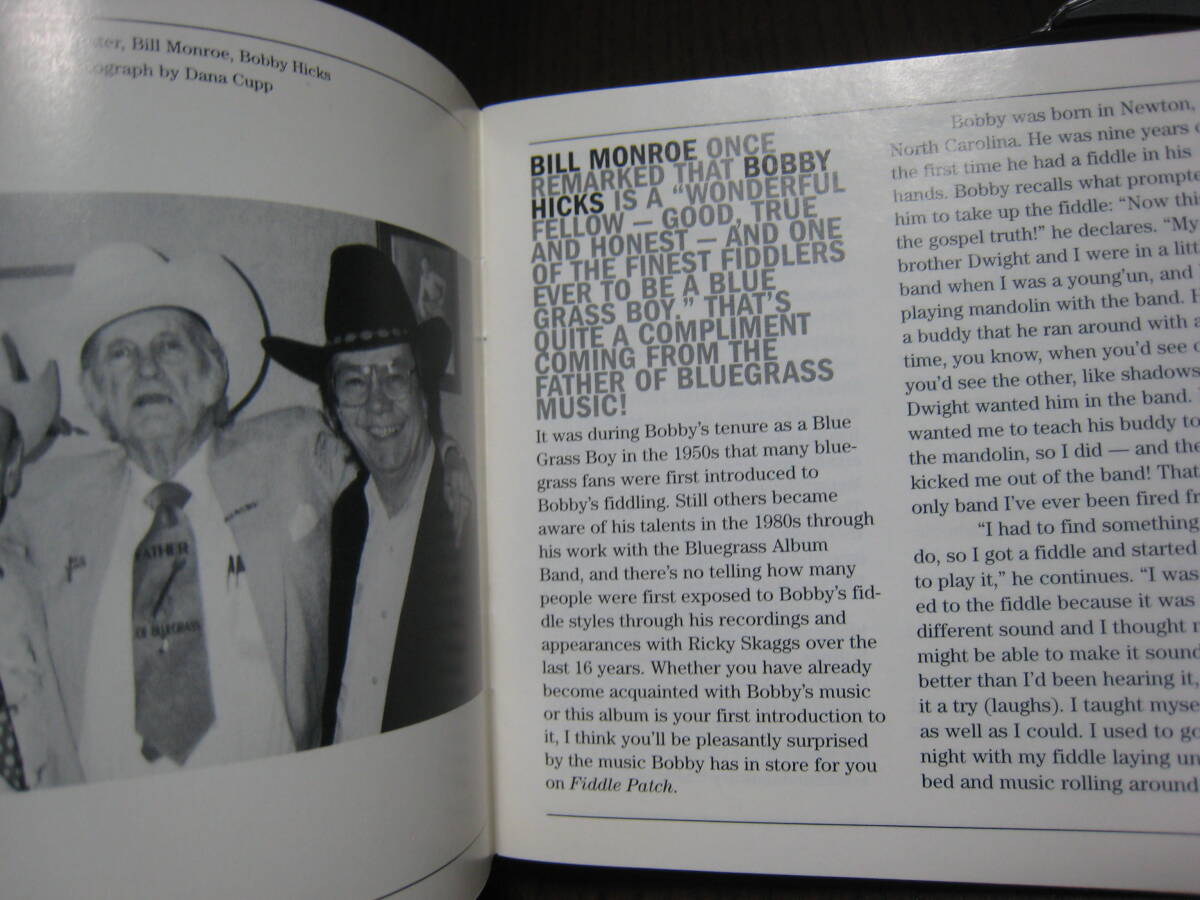 Bill Monroe, Bobby Hicks
by Dana Cupp
FATHER
OF BLUEGRASS
BILL MONROE ONCE
REMARKED THAT BOBBY
HICKS IS A “WONDERFUL
FELLOW — GOOD, TRUE
AND HONEST — AND ONE
OF THE FINEST FIDDLERS
EVER TO BE A BLUE
GRASS BOY.” THAT’S
QUITE A COMPLIMENT
COMING FROM THE
FATHER OF BLUEGRASS
MUSIC!
It was during Bobby’s tenure as a Blue
Grass Boy in the 1950s that many blue-
grass fans were first introduced to
Bobby’s fiddling. Still others became
aware of his talents in the 1980s through
his work with the Bluegrass Album
Band, and there’s no telling how many
people were first exposed to Bobby’s fid-
dle styles through his recordings and
appearances with Ricky Skaggs over the
last 16 years. Whether you have already
become acquainted with Bobby’s music
or this album is your first introduction to
it, I think you’ll be pleasantly surprised
by the music Bobby has in store for you
on Fiddle Patch.
Bobby was born in Newton,
North Carolina. He was nine years
the first time he had a fiddle in his
hands. Bobby recalls what
him to take up the fiddle: “Now
the gospel truth!” he declares. “My
brother Dwight and I were in a
band when I was a young’un, and
playing mandolin with the band.
a buddy that he ran around with
time, you know, when you’d see
you’d see the other, like shadows
Dwight wanted him in the band.
wanted me to teach his buddy to
the mandolin, so I did — and
kicked me out of the band!
only band I’ve ever been fired
“I had to find something
do, so I got a fiddle and started
to play it,” he continues. “I was
ed to the fiddle because it was
different sound and I thought
might be able to make it sound
better than I’d been hearing it,
it a try (laughs). I taught
as well as I could. I used to
night with my fiddle laying
bed and music rolling around